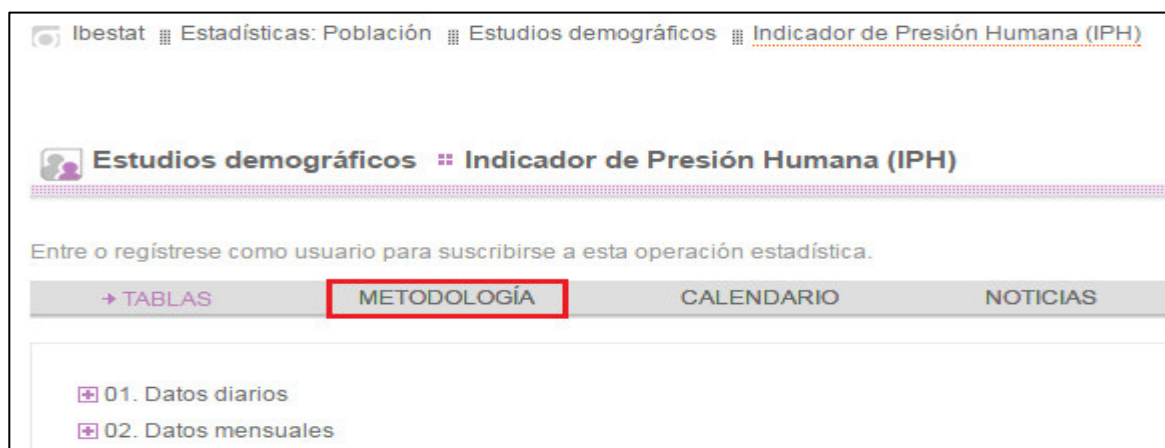 Ibestat Estadísticas: Población Estudios demográficos Indicador de Presión Humana (IPH)
Estudios demográficos Indicador de Presión Humana (IPH)
Entre o regístrese como usuario para suscribirse a esta operación estadística.
TABLAS METODOLOGÍA CALENDARIO NOTICIAS
01. Datos diarios
02. Datos mensuales